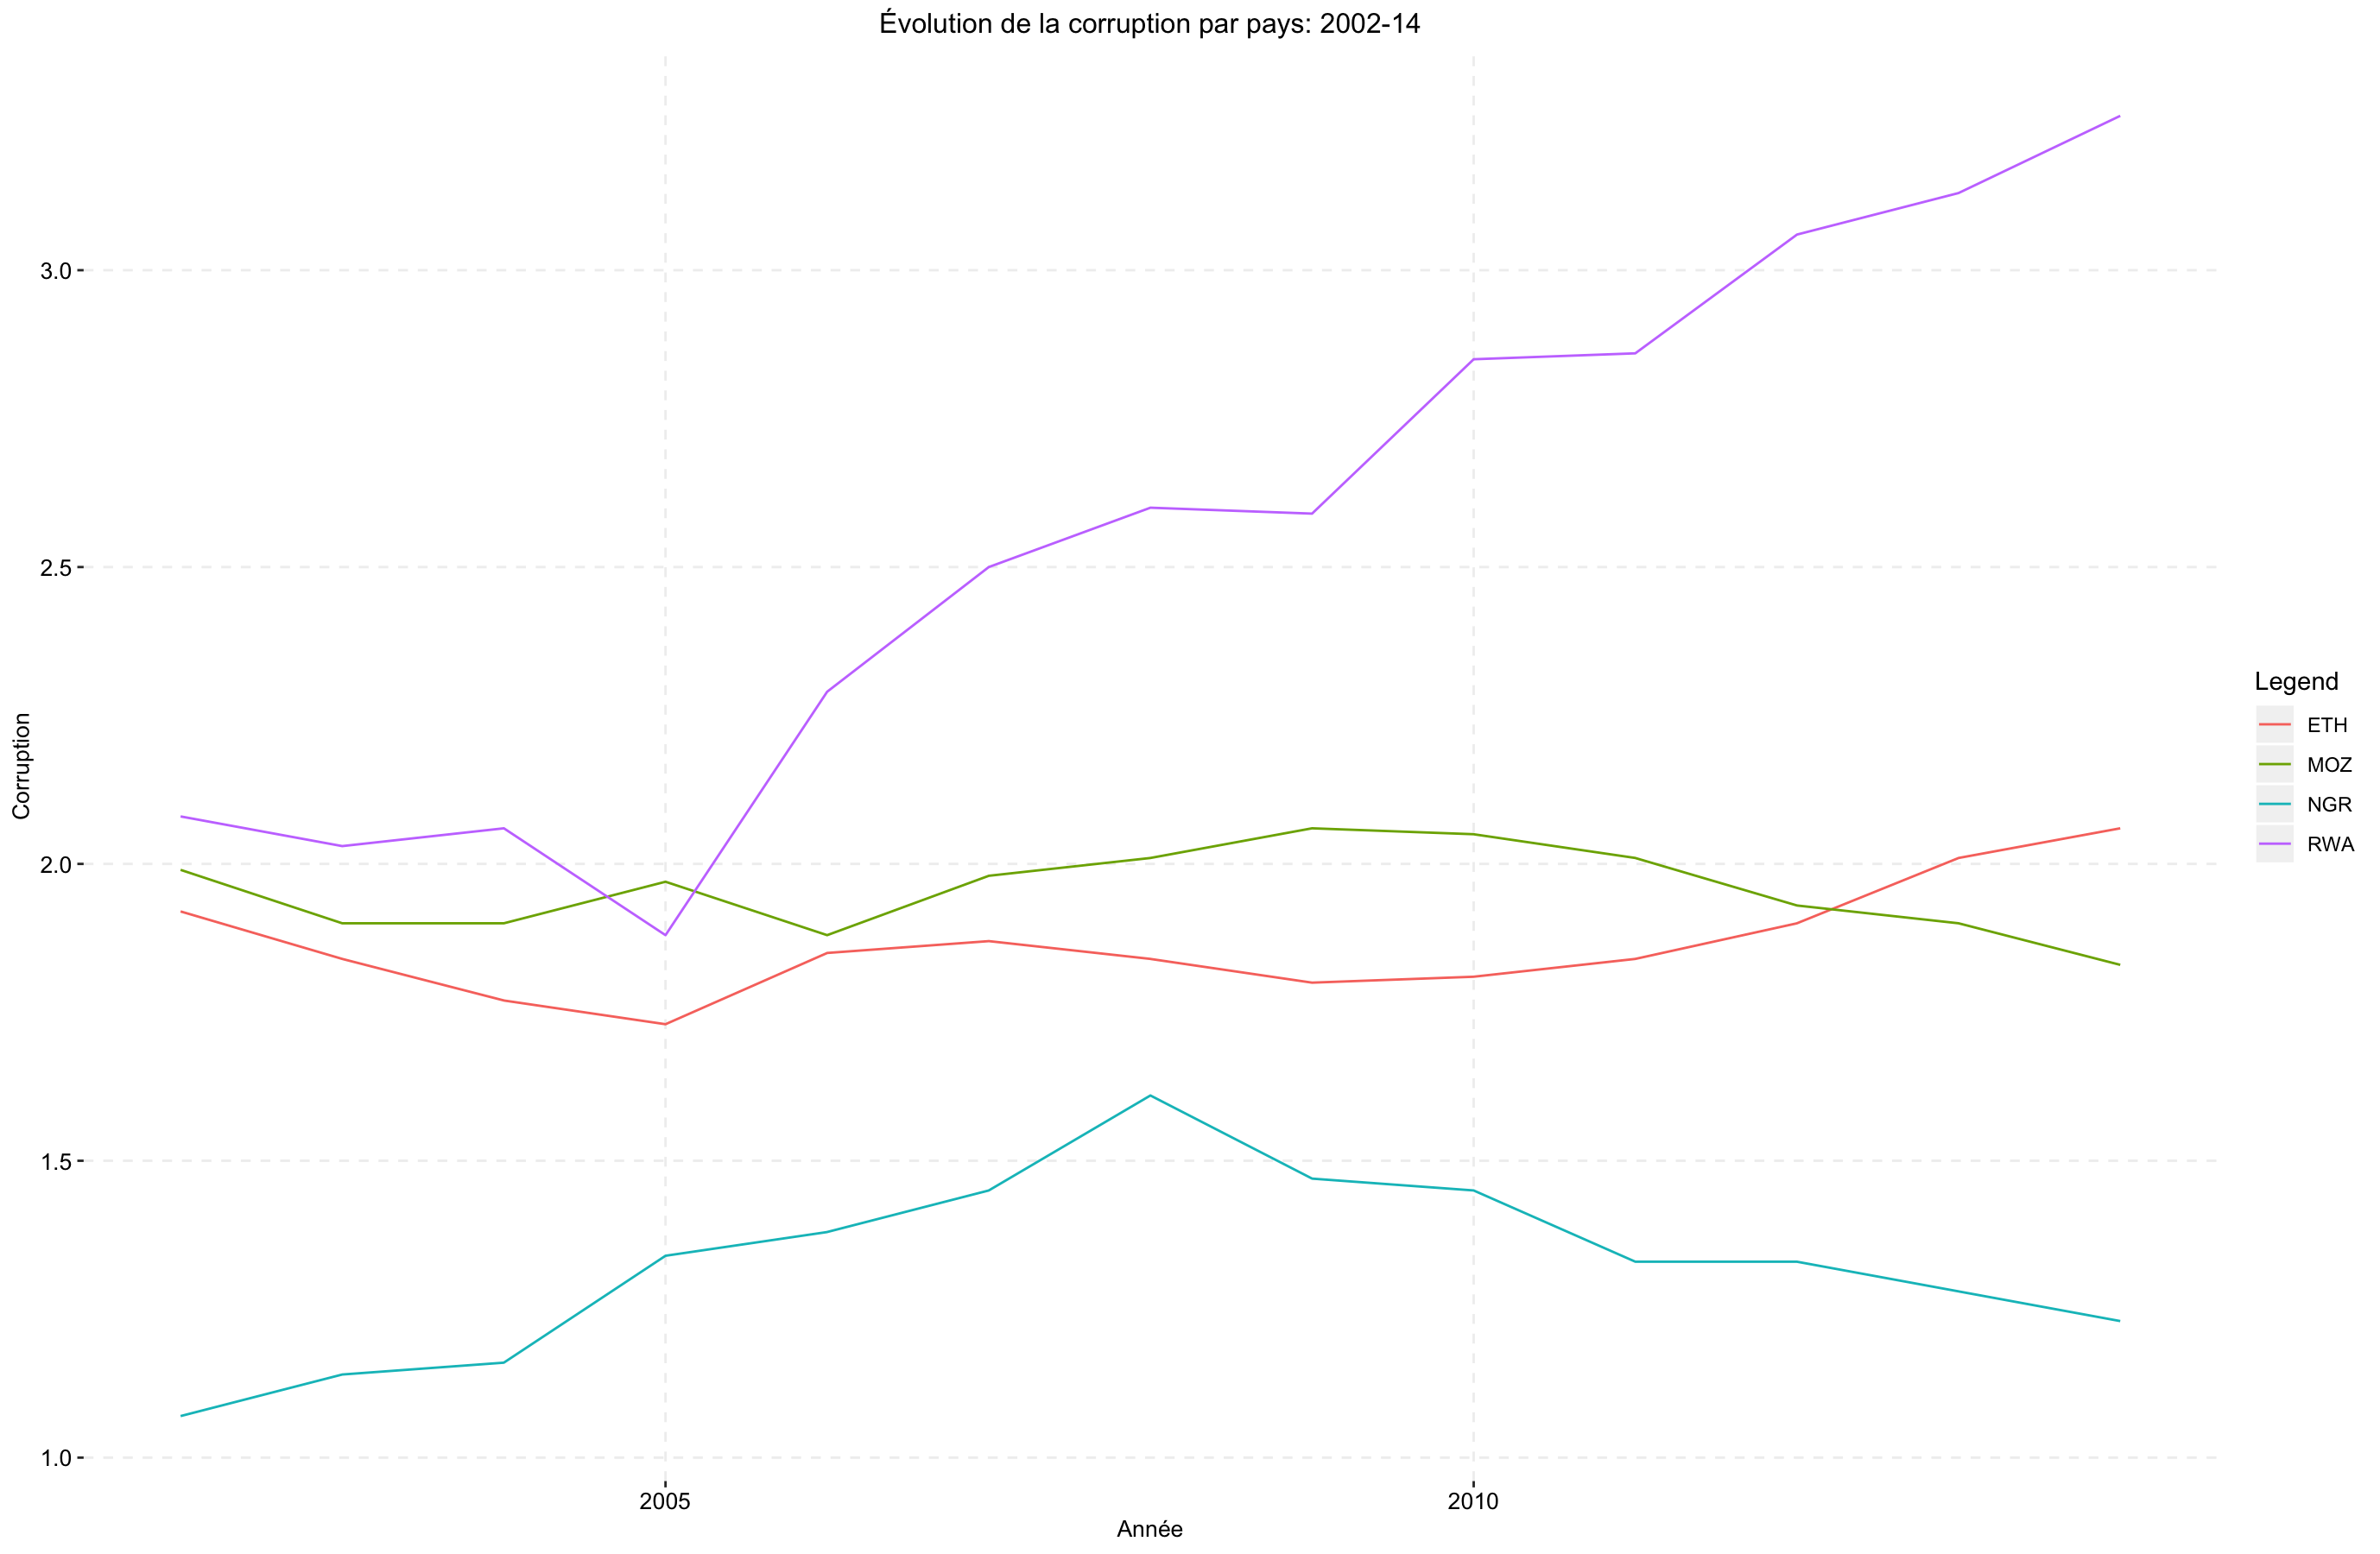 Évolution de la corruption par pays: 2002-14
3.0
2.5
2.0
1.5
1.0
Corruption
2005
2010
Année
Legend
ETH
MOZ
NGR
RWA